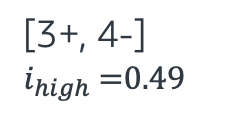 [3+, 4-]
i_high =0.49